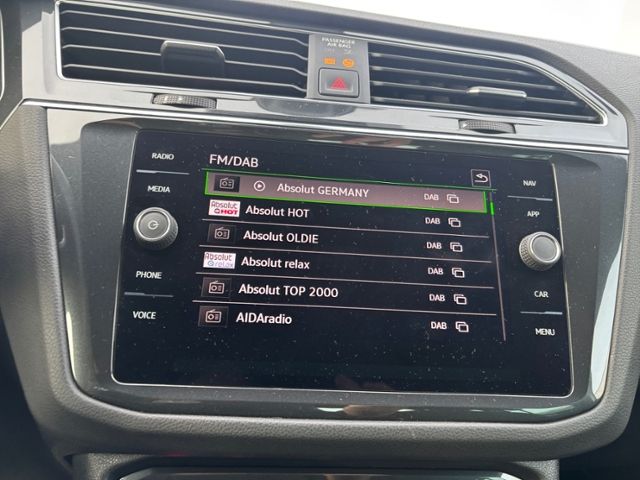 PASSENGER
AIR BAG
RADIO
MEDIA
PHONE
VOICE
FM/DAB
Absolut GERMANY DAB
Absolut HOT Absolut HOT DAB
Absolut OLDIE DAB
Absolut relax Absolut relax DAB
Absolut TOP 2000 DAB
AIDAradio DAB
NAV
APP
CAR
MENU